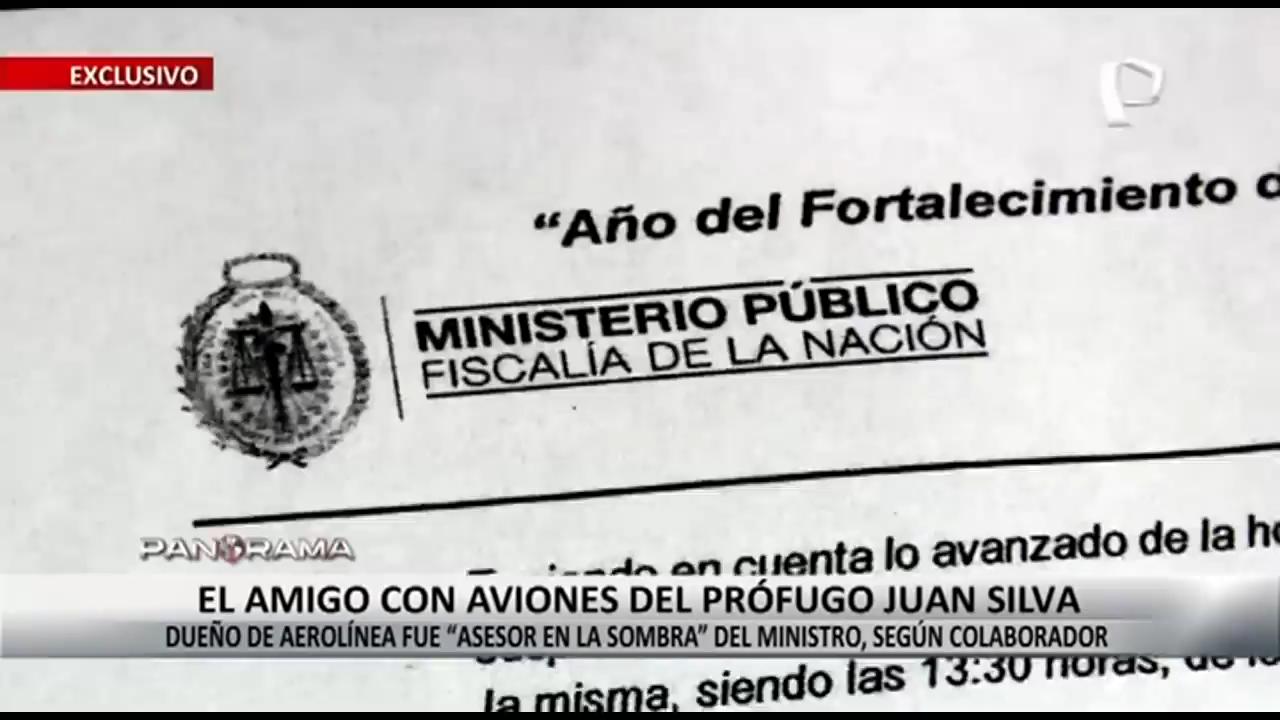 EXCLUSIVO
“Año del Fortalecimiento
MINISTERIO PÚBLICO
FISCALÍA DE LA NACIÓN
PANORAMA
en cuenta lo avanzado de la
EL AMIGO CON AVIONES DEL PRÓFUGO JUAN SILVA
DUEÑO DE AEROLÍNEA FUE “ASESOR EN LA SOMBRA” DEL MINISTRO, SEGÚN COLABORADOR
la misma, siendo las 13:30 horas,